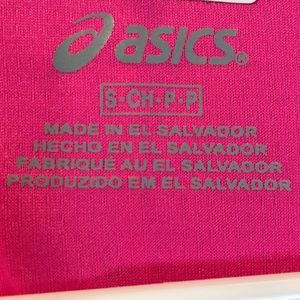 asics®
S-CH-P-P
MADE IN EL SALVADOR
HECHO EN EL SALVADOR
FABRIQUÉ AU EL SALVADOR
PRODUZIDO EM EL SALVADOR